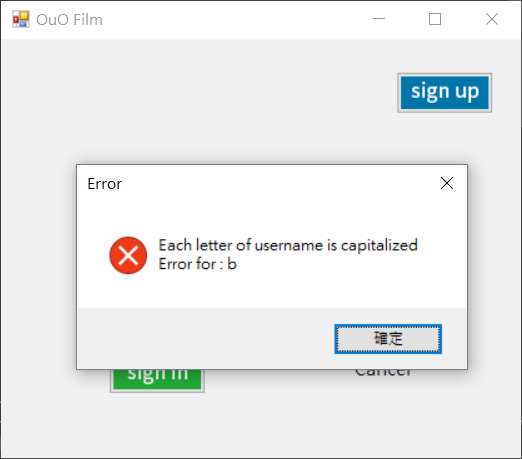 OuO Film
sign up
Error
Each letter of username is capitalized
Error for : b
確定
sign in
Cancel